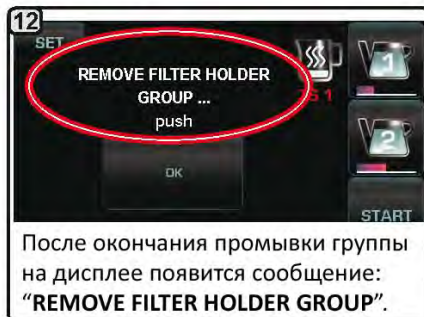 12
SET
REMOVE FILTER HOLDER
GROUP ...
push
1
2
OK
START
После окончания промывки группы
на дисплее появится сообщение:
“REMOVE FILTER HOLDER GROUP”.